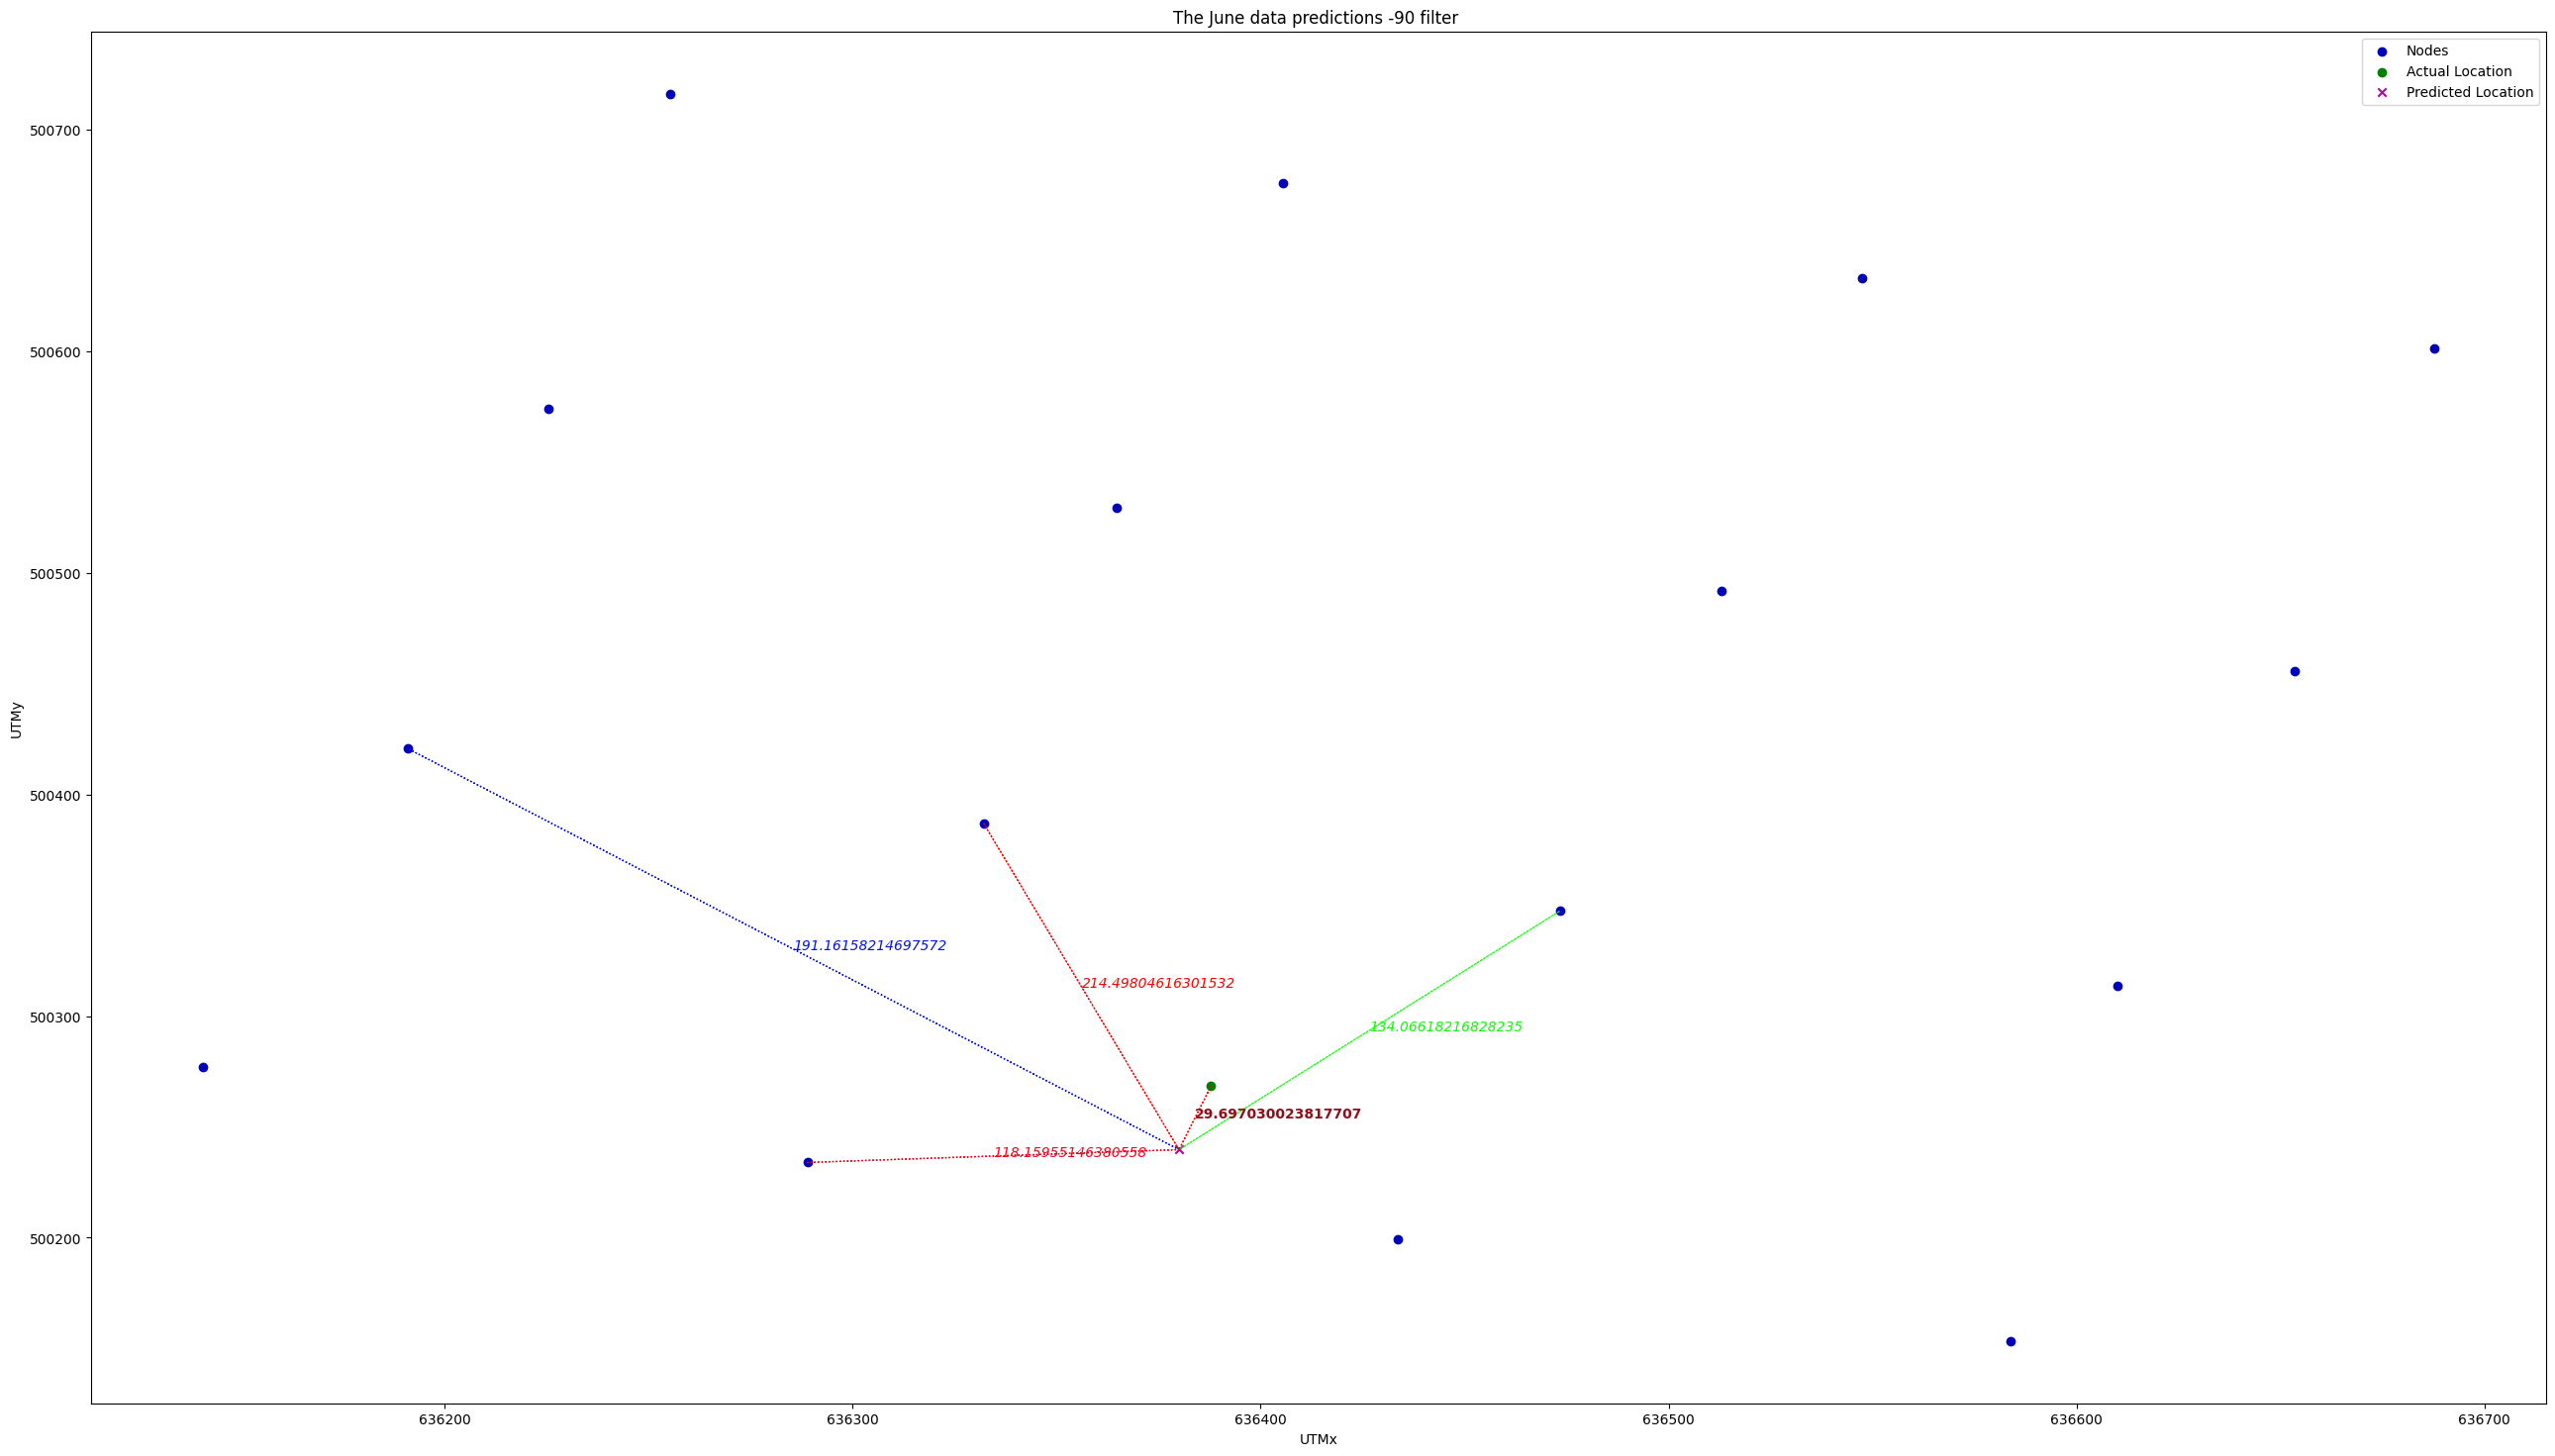 The June data predictions -90 filter
Nodes
Actual Location
Predicted Location
500700
500600
500500
500400
500300
500200
UTMy
191.16158214697572
214.49804616301532
134.06618216828235
29.697030023817707
118.15955146380558
636200
636300
636400
636500
636600
636700
UTMx